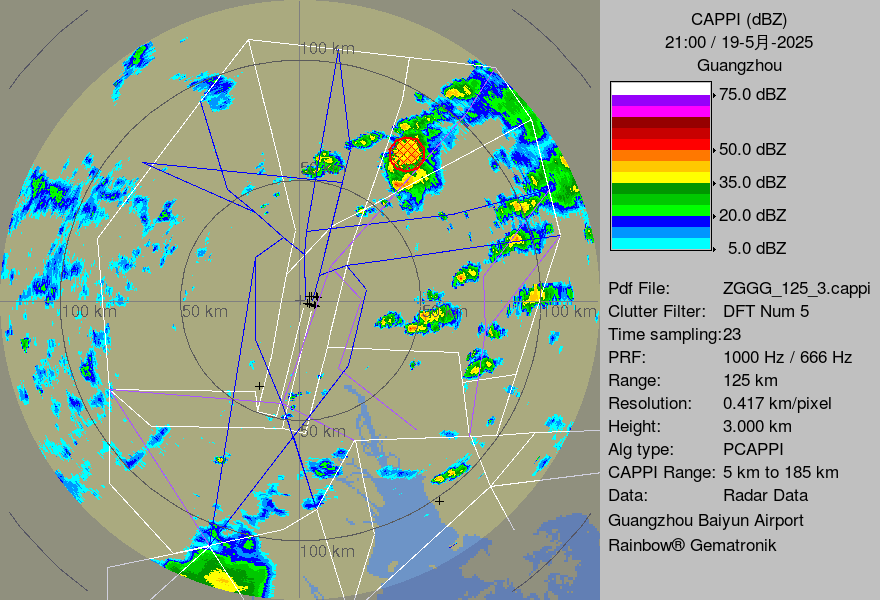 CAPPI (dBZ)
21:00 / 19-5月-2025
Guangzhou
75.0 dBZ
50.0 dBZ
35.0 dBZ
20.0 dBZ
5.0 dBZ
Pdf File: ZGGG_125_3.cappi
Clutter Filter: DFT Num 5
Time sampling:23
PRF: 1000 Hz / 666 Hz
Range: 125 km
Resolution: 0.417 km/pixel
Height: 3.000 km
Alg type: PCAPPI
CAPPI Range: 5 km to 185 km
Data: Radar Data
Guangzhou Baiyun Airport
Rainbow® Gematronik
100 km
50 km
100 km
50 km
50 km
100 km
50 km
100 km